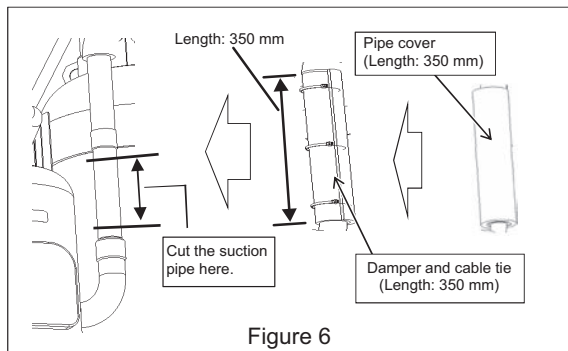 Length: 350 mm
Pipe cover
(Length: 350 mm)
Cut the suction
pipe here.
Damper and cable tie
(Length: 350 mm)
Figure 6